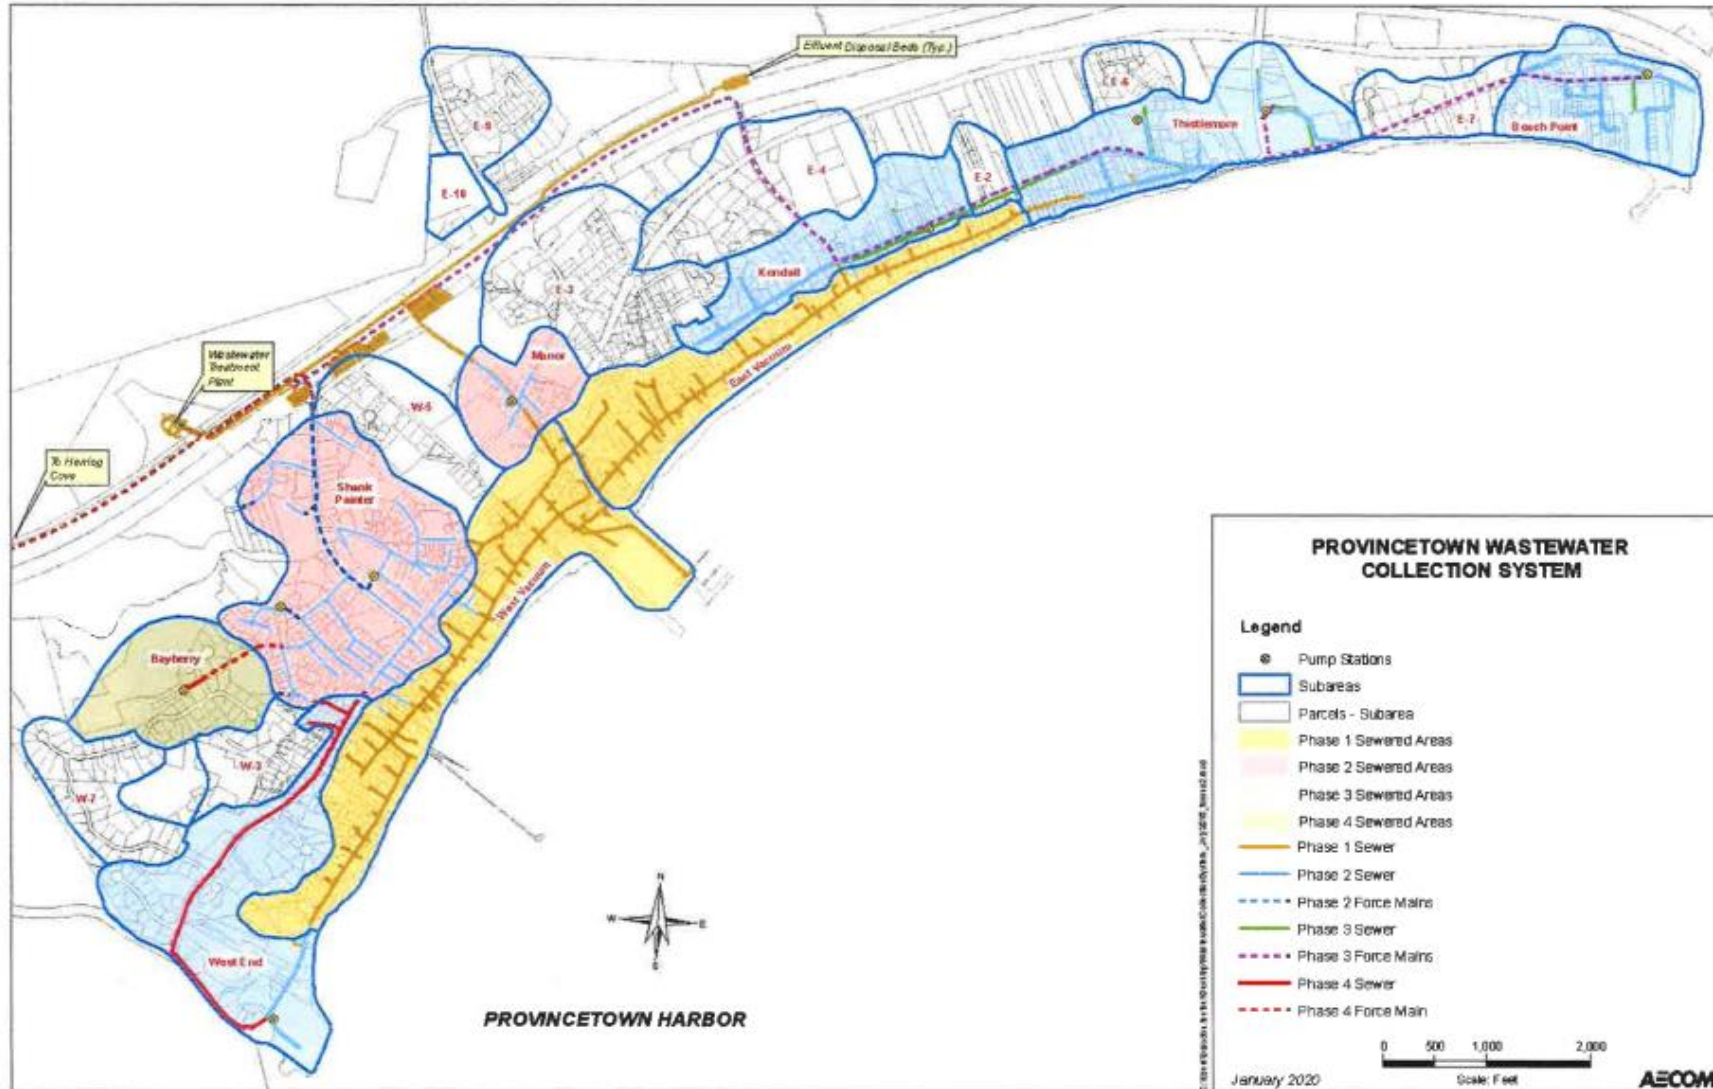 Effluent Disposal Beds (Typ.)
E-9
E-6
E-10
E-4
E-2
Thistlemore
E-7
Beach Point
Kendall
E-3
Wastewater
Treatment
Plant
Manor
East Vacuum
W-5
To Herring
Cove
Shank
Painter
West Vacuum
Bayberry
W-3
W-7
West End
N
W
E
S
PROVINCETOWN HARBOR
PROVINCETOWN WASTEWATER
COLLECTION SYSTEM
Legend
Pump Stations
Subareas
Parcels - Subarea
Phase 1 Sewered Areas
Phase 2 Sewered Areas
Phase 3 Sewered Areas
Phase 4 Sewered Areas
Phase 1 Sewer
Phase 2 Sewer
Phase 2 Force Mains
Phase 3 Sewer
Phase 3 Force Mains
Phase 4 Sewer
Phase 4 Force Main
0 500 1,000 2,000
Scale: Feet
January 2020
AECOM